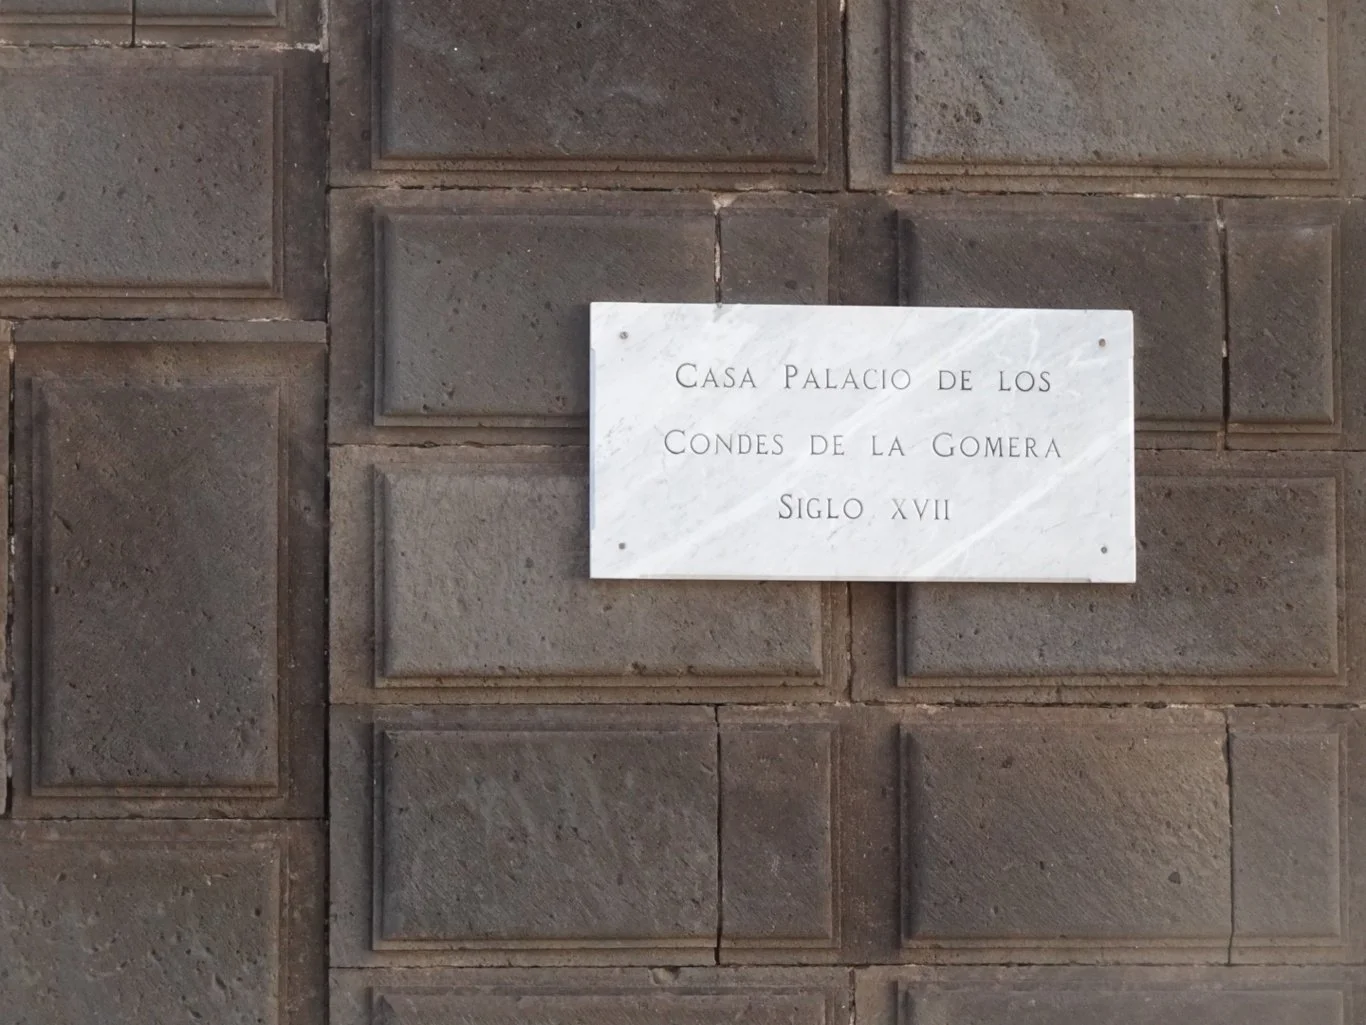 Casa Palacio de los
Condes de la Gomera
Siglo XVII